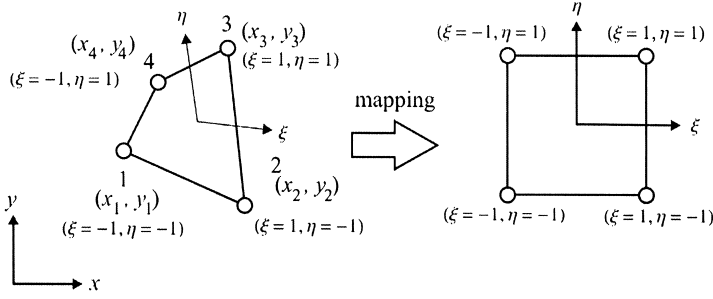 η
3
(x3, y3)
(ξ = 1, η = 1)
(x4, y4)
4
(ξ = −1, η = 1)
ξ
1
(x1, y1)
(ξ = −1, η = −1)
2
(x2, y2)
(ξ = 1, η = −1)
y
x
mapping
η
(ξ = −1, η = 1)
(ξ = 1, η = 1)
ξ
(ξ = −1, η = −1)
(ξ = 1, η = −1)